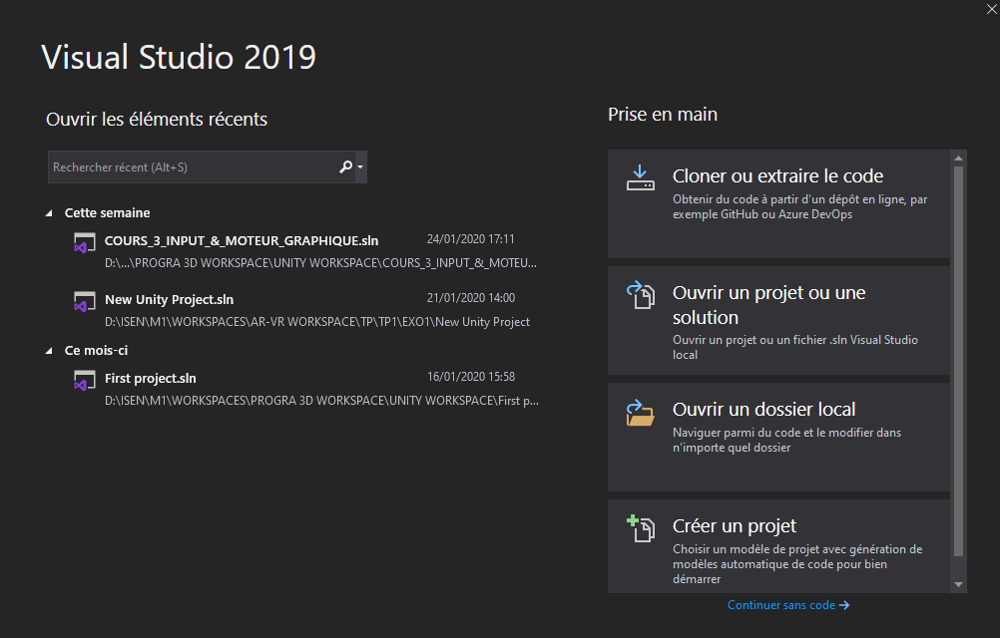 Visual Studio 2019
Ouvrir les éléments récents
Rechercher récent (Alt+S)
Cette semaine
COURS_3_INPUT_&_MOTEUR_GRAPHIQUE.sln 24/01/2020 17:11
D:\...\PROGRA 3D WORKSPACE\UNITY WORKSPACE\COURS_3_INPUT_&_MOTEU...
New Unity Project.sln 21/01/2020 14:00
D:\ISEN\M1\WORKSPACES\AR-VR WORKSPACE\TP\TP1\EXO1\New Unity Project
Ce mois-ci
First project.sln 16/01/2020 15:58
D:\ISEN\M1\WORKSPACES\PROGRA 3D WORKSPACE\UNITY WORKSPACE\First p...
Prise en main
Cloner ou extraire le code
Obtenir du code à partir d'un dépôt en ligne, par
exemple GitHub ou Azure DevOps
Ouvrir un projet ou une
solution
Ouvrir un projet ou un fichier .sln Visual Studio
local
Ouvrir un dossier local
Naviguer parmi du code et le modifier dans
n'importe quel dossier
Créer un projet
Choisir un modèle de projet avec génération de
modèles automatique de code pour bien
démarrer
Continuer sans code →